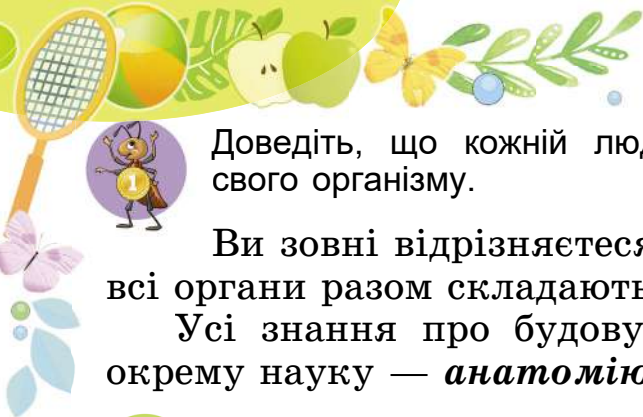 Доведіть, що кожній
свого організму.
Ви зовні відрізняєтеся
всі органи разом складають
Усі знання про будову
окрему науку — анатомію
1